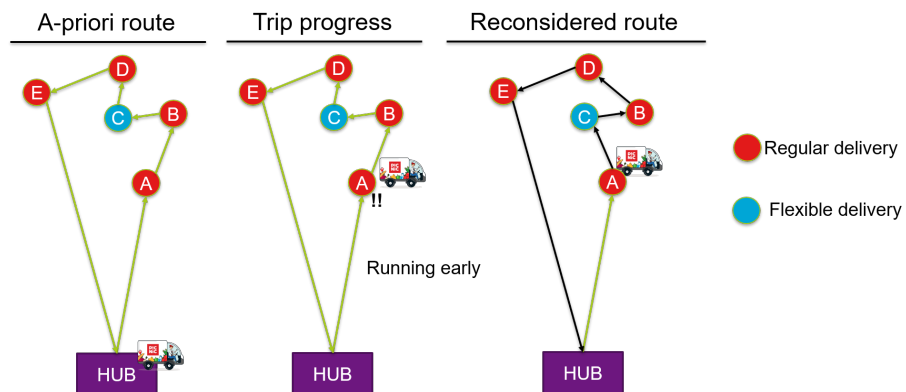 A-priori route
Trip progress
Reconsidered route
D
E
C
B
A
HUB
D
E
C
B
A
!!
Running early
HUB
D
E
C
B
A
HUB
Regular delivery
Flexible delivery